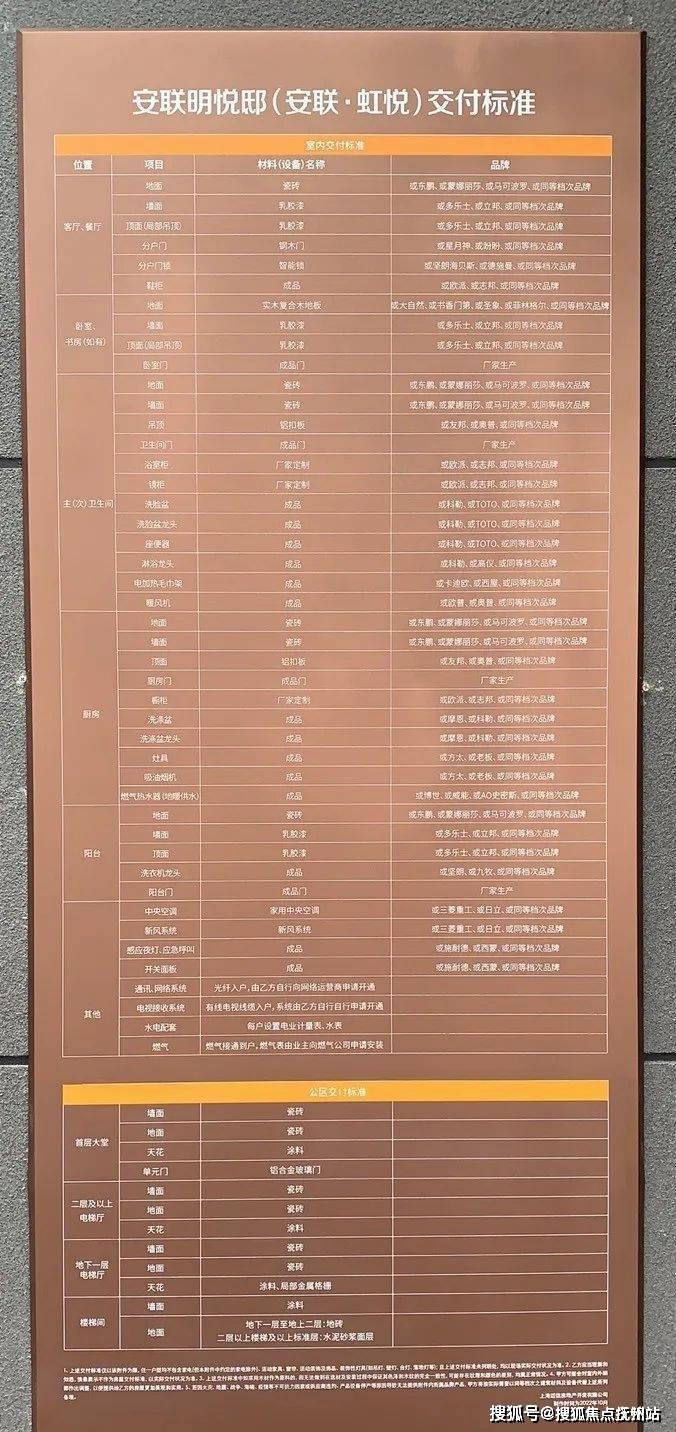 安联明悦邸(安联·虹悦)交付标准
室内交付标准
位置 项目 材料(设备)名称 品牌
客厅、餐厅
地面 瓷砖 或东鹏、或蒙娜丽莎、或马可波罗、或同等档次品牌
墙面 乳胶漆 或多乐士、或立邦、或同等档次品牌
顶面(局部吊顶) 乳胶漆 或多乐士、或立邦、或同等档次品牌
分户门 钢木门 或星月神、或盼盼、或同等档次品牌
分户门锁 智能锁 或坚朗海贝斯、或德施曼、或同等档次品牌
鞋柜 成品 或欧派、或志邦、或同等档次品牌
卧室、
书房(如有)
地面 实木复合木地板 或大自然、或书香门第、或圣象、或菲林格尔、或同等档次品牌
墙面 乳胶漆 或多乐士、或立邦、或同等档次品牌
顶面(局部吊顶) 乳胶漆 或多乐士、或立邦、或同等档次品牌
卧室门 成品门 厂家生产
主(次)卫生间
地面 瓷砖 或东鹏、或蒙娜丽莎、或马可波罗、或同等档次品牌
墙面 瓷砖 或东鹏、或蒙娜丽莎、或马可波罗、或同等档次品牌
吊顶 铝扣板 或友邦、或奥普、或同等档次品牌
卫生间门 成品门 厂家生产
浴室柜 厂家定制 或欧派、或志邦、或同等档次品牌
镜柜 厂家定制 或欧派、或志邦、或同等档次品牌
洗脸盆 成品 或科勒、或TOTO、或同等档次品牌
洗脸盆龙头 成品 或科勒、或TOTO、或同等档次品牌
座便器 成品 或科勒、或TOTO、或同等档次品牌
淋浴龙头 成品 或科勒、或高仪、或同等档次品牌
电加热毛巾架 成品 或卡迪欧、或西屋、或同等档次品牌
暖风机 成品 或欧普、或奥普、或同等档次品牌
厨房
地面 瓷砖 或东鹏、或蒙娜丽莎、或马可波罗、或同等档次品牌
墙面 瓷砖 或东鹏、或蒙娜丽莎、或马可波罗、或同等档次品牌
顶面 铝扣板 或友邦、或奥普、或同等档次品牌
厨房门 成品门 厂家生产
橱柜 厂家定制 或欧派、或志邦、或同等档次品牌
洗涤盆 成品 或摩恩、或科勒、或同等档次品牌
洗涤盆龙头 成品 或摩恩、或科勒、或同等档次品牌
灶具 成品 或方太、或老板、或同等档次品牌
吸油烟机 成品 或方太、或老板、或同等档次品牌
燃气热水器(地暖供水) 成品 或博世、或威能、或AO史密斯、或同等档次品牌
阳台
地面 瓷砖 或东鹏、或蒙娜丽莎、或马可波罗、或同等档次品牌
墙面 乳胶漆 或多乐士、或立邦、或同等档次品牌
顶面 乳胶漆 或多乐士、或立邦、或同等档次品牌
洗衣机龙头 成品 或坚朗、或九牧、或同等档次品牌
阳台门 成品门 厂家生产
其他
中央空调 家用中央空调 或三菱重工、或日立、或同等档次品牌
新风系统 新风系统 或三菱重工、或日立、或同等档次品牌
感应夜灯、应急呼叫 成品 或施耐德、或西蒙、或同等档次品牌
开关面板 成品 或施耐德、或西蒙、或同等档次品牌
通讯、网络系统 光纤入户,由乙方自行向网络运营商申请开通
电视接收系统 有线电视线缆入户,系统由乙方自行自行申请开通
水电配套 每户设置电业计量表、水表
燃气 燃气接通到户,燃气表由业主向燃气公司申请安装
公区交付标准
首层大堂
墙面 瓷砖
地面 瓷砖
天花 涂料
单元门 铝合金玻璃门
二层及以上
电梯厅
墙面 瓷砖
地面 瓷砖
天花 涂料
地下一层
电梯厅
墙面 瓷砖
地面 瓷砖
天花 涂料、局部金属格栅
楼梯间
墙面 涂料
地面 地下一层至地上二层:地砖
二层以上楼梯及以上标准层:水泥砂浆面层
制作时间为2022年10月
搜狐号@搜狐焦点抚州站